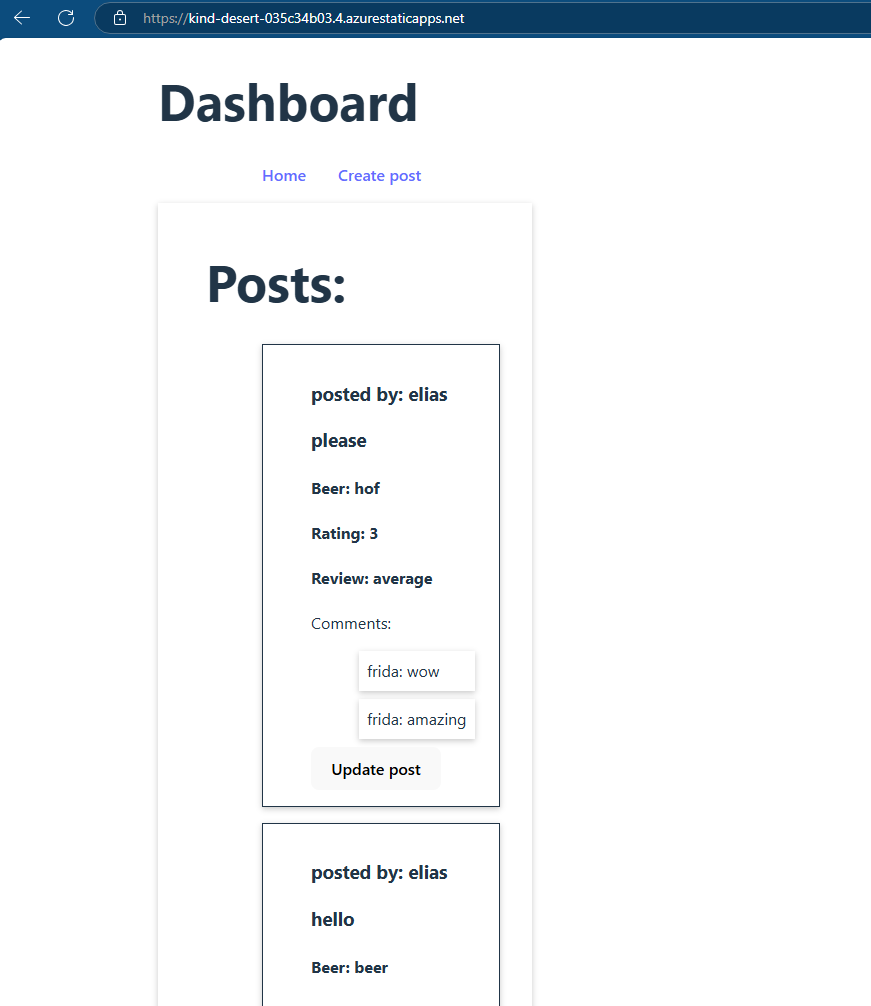 https://kind-desert-035c34b03.4.azurestaticapps.net
Dashboard
Home Create post
Posts:
posted by: elias
please
Beer: hof
Rating: 3
Review: average
Comments:
frida: wow
frida: amazing
Update post
posted by: elias
hello
Beer: beer